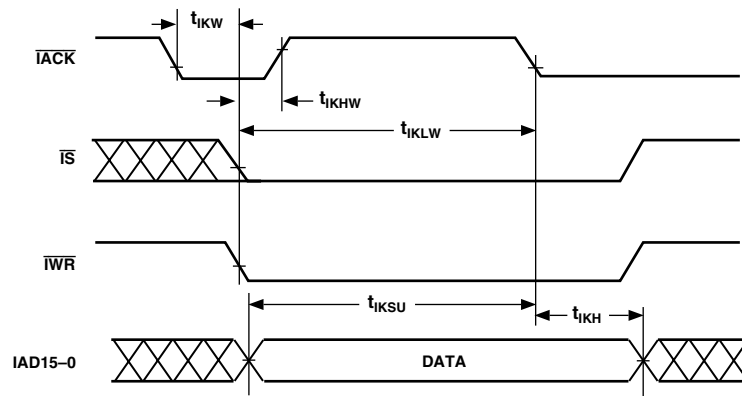 tIKW
IACK
tIKHW
tIKLW
IS
IWR
tIKSU
tIKH
IAD15–0
DATA